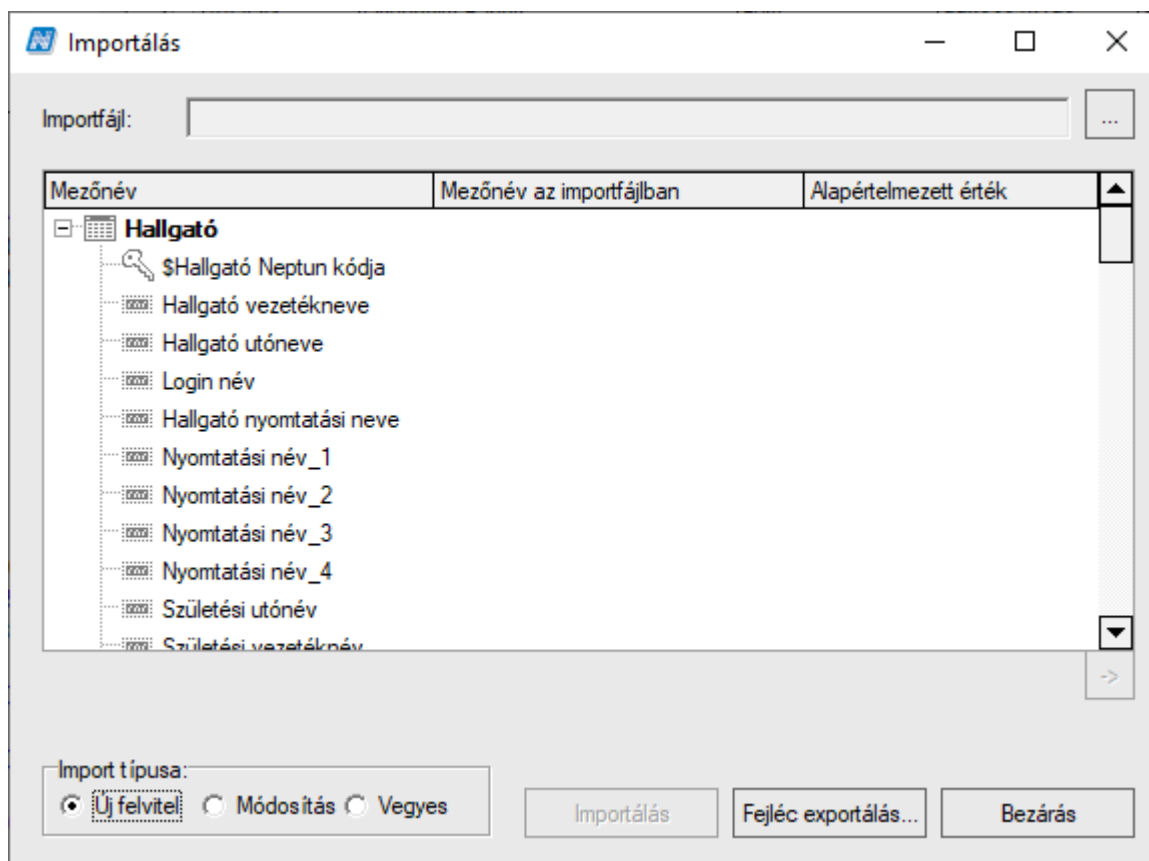 Importálás
Importfájl:
...
Mezőnév Mezőnév az importfájlban Alapértelmezett érték
Hallgató
$Hallgató Neptun kódja
Hallgató vezetékneve
Hallgató utóneve
Login név
Hallgató nyomtatási neve
Nyomtatási név_1
Nyomtatási név_2
Nyomtatási név_3
Nyomtatási név_4
Születési utónév
Születési vezetéknév
->
Import típusa:
Új felvitel Módosítás Vegyes
Importálás Fejléc exportálás... Bezárás